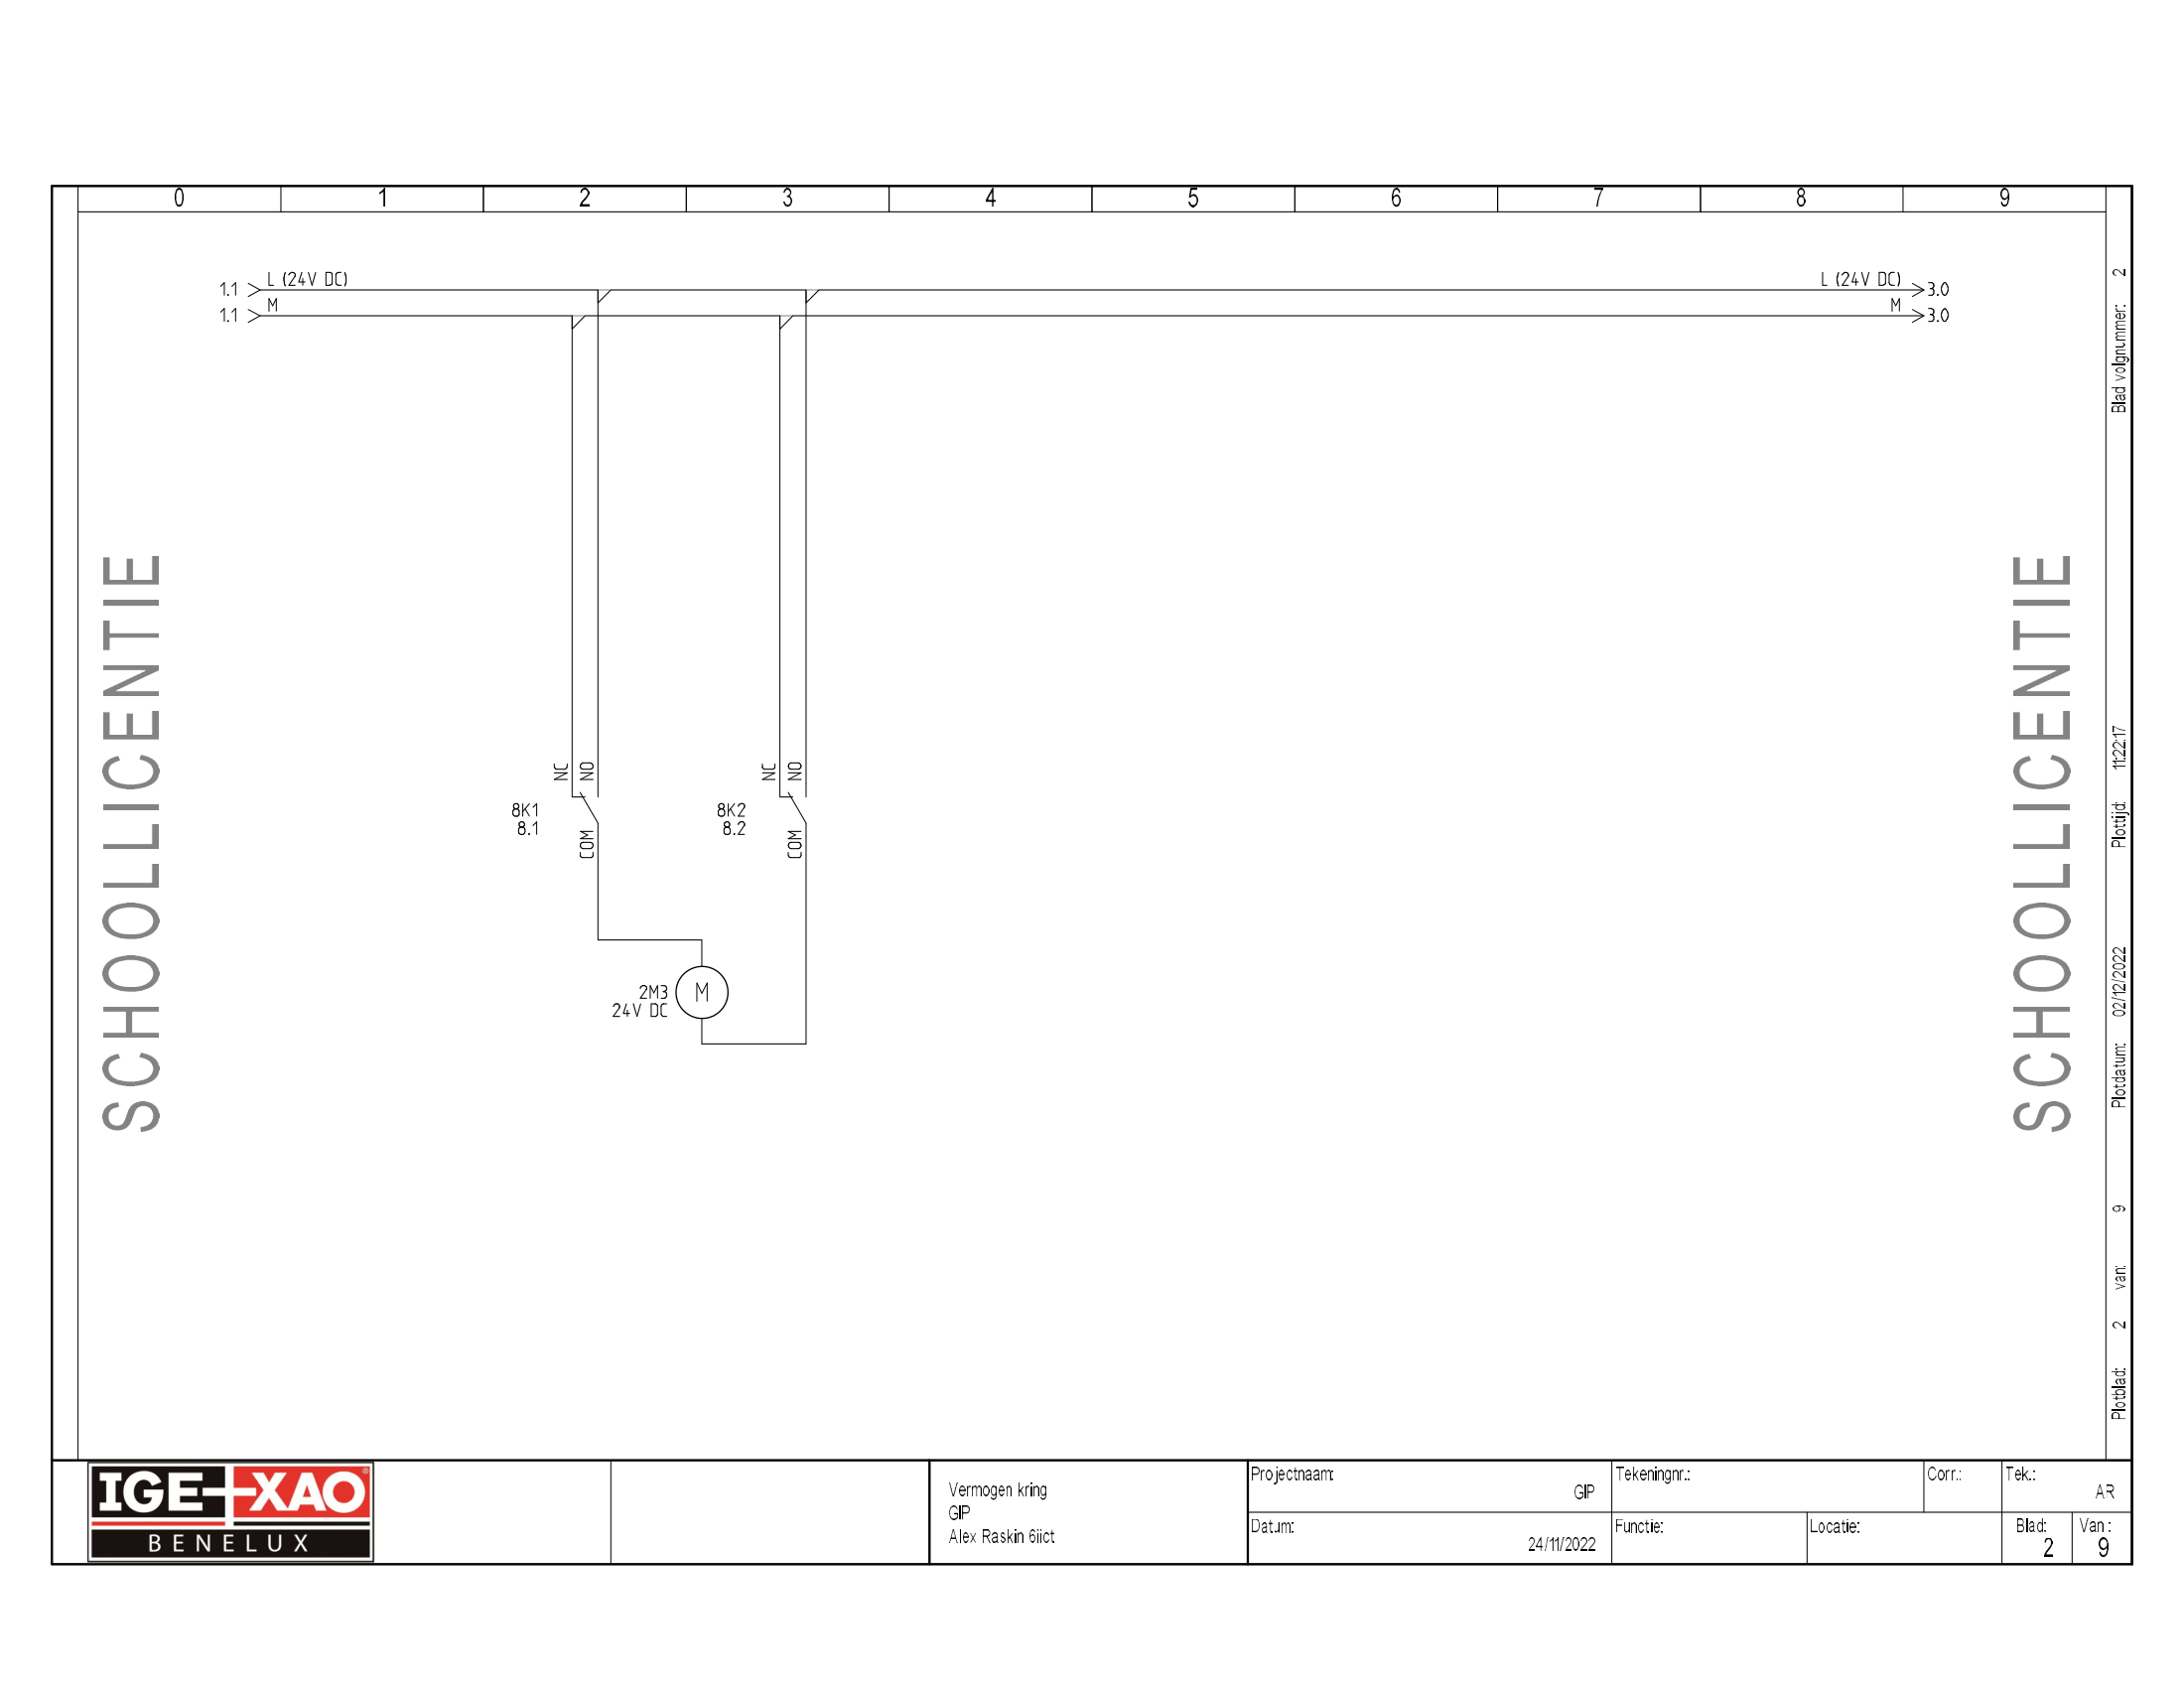 0 1 2 3 4 5 6 7 8 9
1.1 L (24V DC) L (24V DC) 3.0
1.1 M M 3.0
NC NO NC NO
8K1 8K2
8.1 8.2
COM COM
2M3 M
24V DC
SCHOOLLICENTIE
SCHOOLLICENTIE
Blad volgnummer: 2
Plottijd: 11:22:17
Plotdatum: 02/12/2022
Plotblad: 2 van: 9
IGE+XAO®
BENELUX
Vermogen kring
GIP
Alex Raskin 6iict
Projectnaam:
GIP
Datum:
24/11/2022
Tekeningnr.:
Corr.:
Tek.:
AR
Functie:
Locatie:
Blad:
2
Van :
9